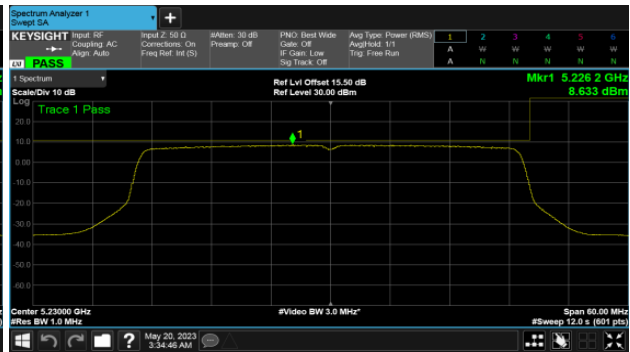 Spectrum Analyzer 1
Swept SA
KEYSIGHT
Input: RF
Coupling: AC
Align: Auto
Input Z: 50 Ω
Corrections: On
Freq Ref: Int (S)
#Atten: 30 dB
Preamp: Off
PNO: Best Wide
Gate: Off
IF Gain: Low
Sig Track: Off
Avg Type: Power (RMS)
Avg|Hold: 1/1
Trig: Free Run
1 2 3 4 5 6
A W W W W W
A N N N N N
LXI PASS
1 Spectrum
Scale/Div 10 dB
Ref Lvl Offset 15.50 dB
Ref Level 30.00 dBm
Mkr1 5.226 2 GHz
8.633 dBm
Log
Trace 1 Pass
20.0
10.0
1
0.00
-10.0
-20.0
-30.0
-40.0
-50.0
-60.0
Center 5.23000 GHz
#Video BW 3.0 MHz*
Span 60.00 MHz
#Res BW 1.0 MHz
#Sweep 12.0 s (601 pts)
?
May 20, 2023
3:34:46 AM